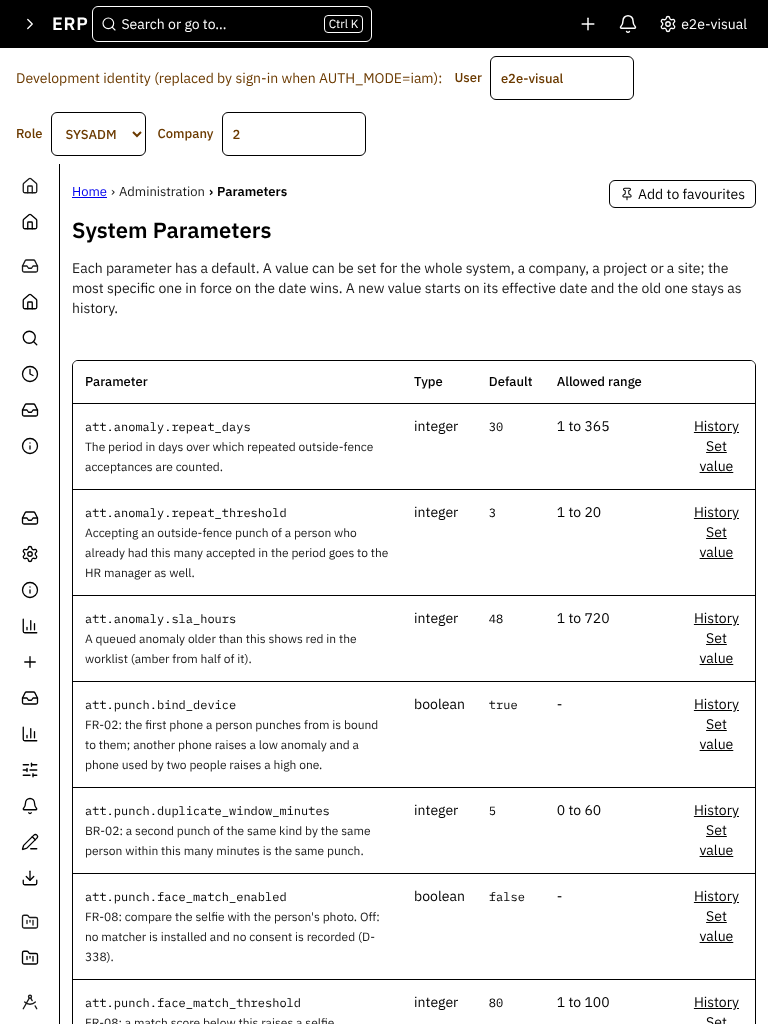 ERP
Search or go to...
Ctrl K
e2e-visual
Development identity (replaced by sign-in when AUTH_MODE=iam):
User
e2e-visual
Role
SYSADM
Company
2
Home › Administration › Parameters
Add to favourites
System Parameters
Each parameter has a default. A value can be set for the whole system, a company, a project or a site; the
most specific one in force on the date wins. A new value starts on its effective date and the old one stays as
history.
Parameter Type Default Allowed range
att.anomaly.repeat_days integer 30 1 to 365 History
The period in days over which repeated outside-fence Set
acceptances are counted. value
att.anomaly.repeat_threshold integer 3 1 to 20 History
Accepting an outside-fence punch of a person who Set
already had this many accepted in the period goes to the value
HR manager as well.
att.anomaly.sla_hours integer 48 1 to 720 History
A queued anomaly older than this shows red in the Set
worklist (amber from half of it). value
att.punch.bind_device boolean true - History
FR-02: the first phone a person punches from is bound Set
to them; another phone raises a low anomaly and a value
phone used by two people raises a high one.
att.punch.duplicate_window_minutes integer 5 0 to 60 History
BR-02: a second punch of the same kind by the same Set
person within this many minutes is the same punch. value
att.punch.face_match_enabled boolean false - History
FR-08: compare the selfie with the person's photo. Off: Set
no matcher is installed and no consent is recorded (D- value
338).
att.punch.face_match_threshold integer 80 1 to 100 History
FR-08: a match score below this raises a selfie Set